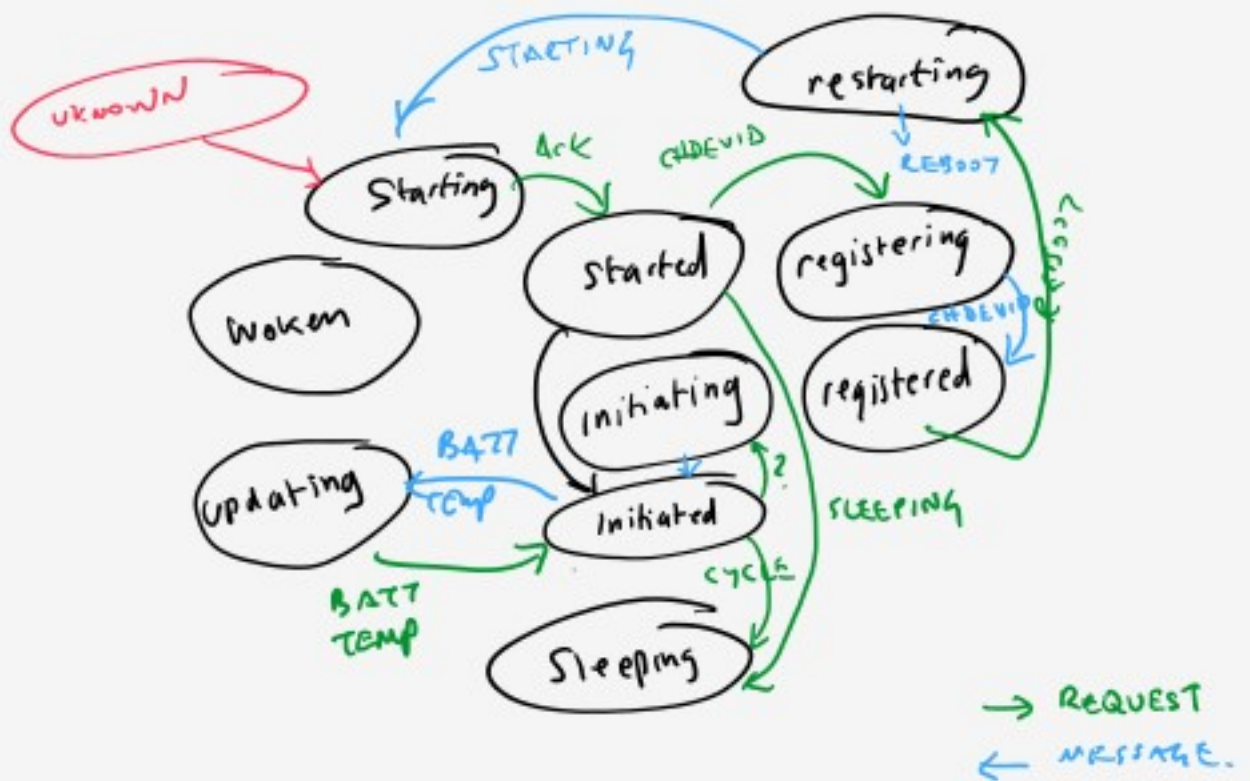 STARTING
restarting
UKNOWN
ACK
CHDEVID
REBOOT
Starting
Started
registering
CHDEVID
Woken
initiating
registered
BATT
TEMP
?
updating
Initiated
SLEEPING
CYCLE
BATT
TEMP
Sleeping
REQUEST
MESSAGE.